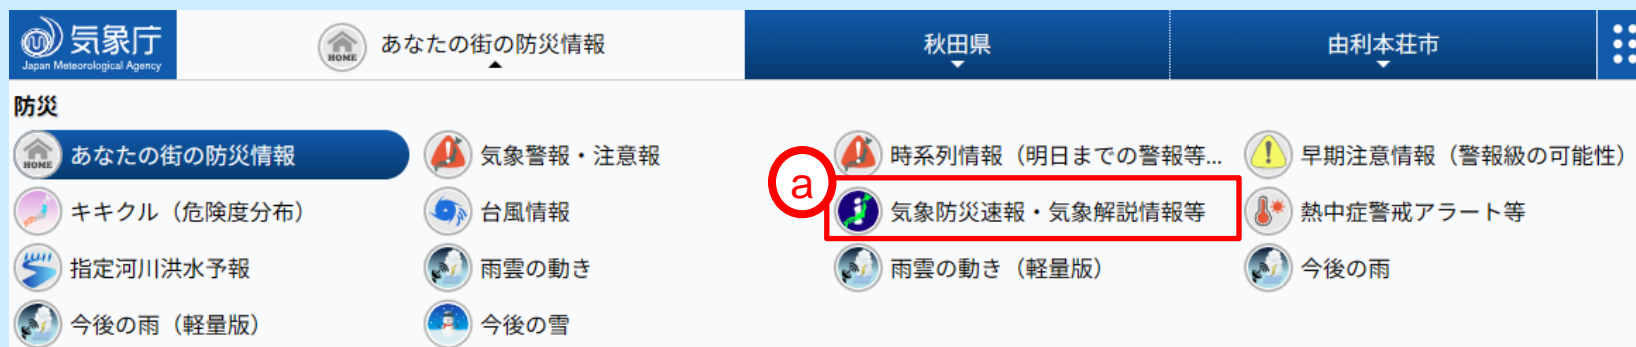 気象庁
Japan Meteorological Agency
HOME
あなたの街の防災情報
秋田県
由利本荘市
防災
HOME
あなたの街の防災情報
気象警報・注意報
時系列情報（明日までの警報等...
早期注意情報（警報級の可能性）
a
キキクル（危険度分布）
台風情報
気象防災速報・気象解説情報等
熱中症警戒アラート等
指定河川洪水予報
雨雲の動き
雨雲の動き（軽量版）
今後の雨
今後の雨（軽量版）
今後の雪